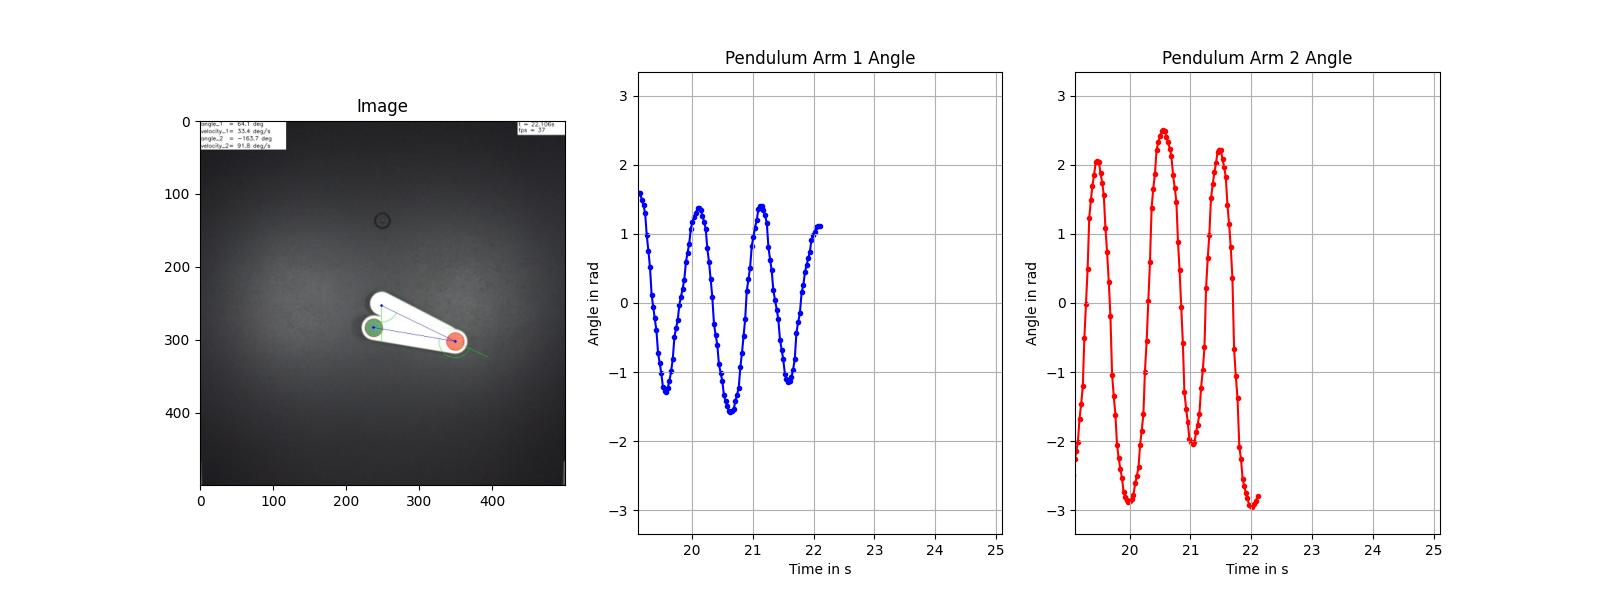 Image
angle_1 = 64.1 deg
velocity_1= 33.4 deg/s
angle_2 = -163.7 deg
velocity_2= 91.8 deg/s
t = 22.106s
fps = 37
0
100
200
300
400
0 100 200 300 400
Pendulum Arm 1 Angle
Angle in rad
3
2
1
0
−1
−2
−3
20 21 22 23 24 25
Time in s
Pendulum Arm 2 Angle
Angle in rad
3
2
1
0
−1
−2
−3
20 21 22 23 24 25
Time in s